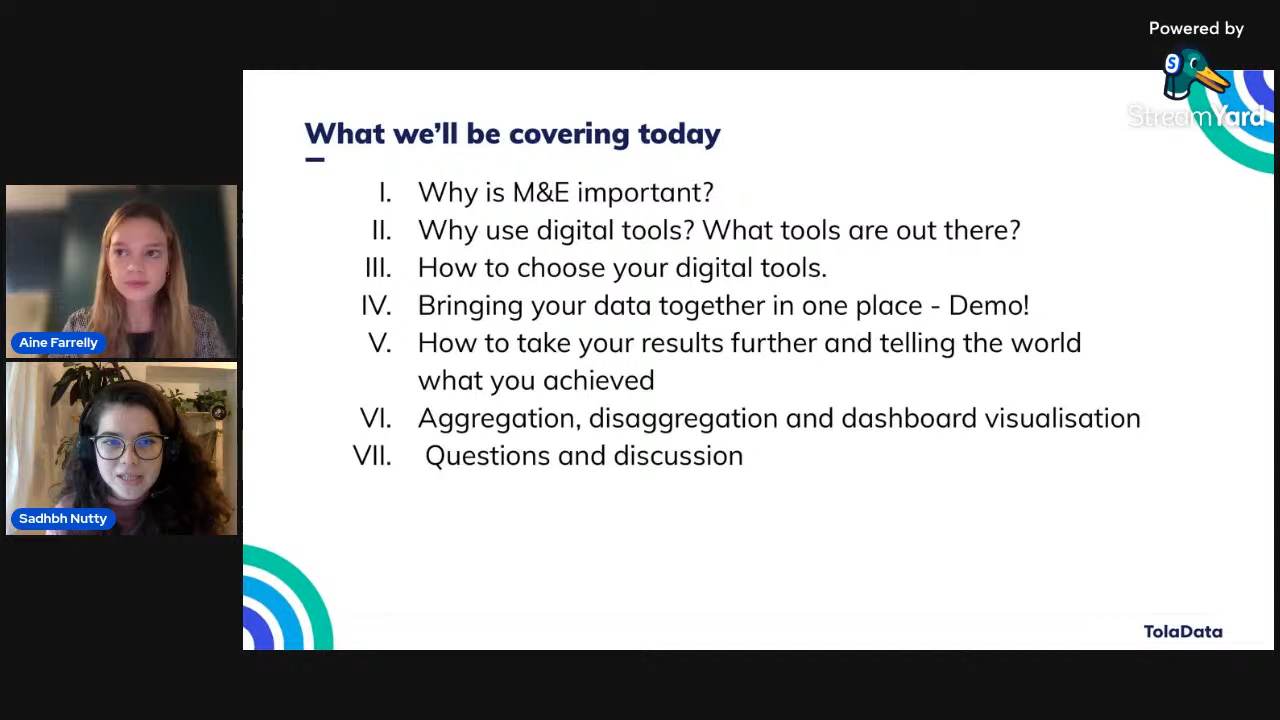 Powered by
S
StreamYard
What we'll be covering today
I. Why is M&E important?
II. Why use digital tools? What tools are out there?
III. How to choose your digital tools.
IV. Bringing your data together in one place - Demo!
V. How to take your results further and telling the world
what you achieved
VI. Aggregation, disaggregation and dashboard visualisation
VII. Questions and discussion
Aine Farrelly
Sadhbh Nutty
TolaData